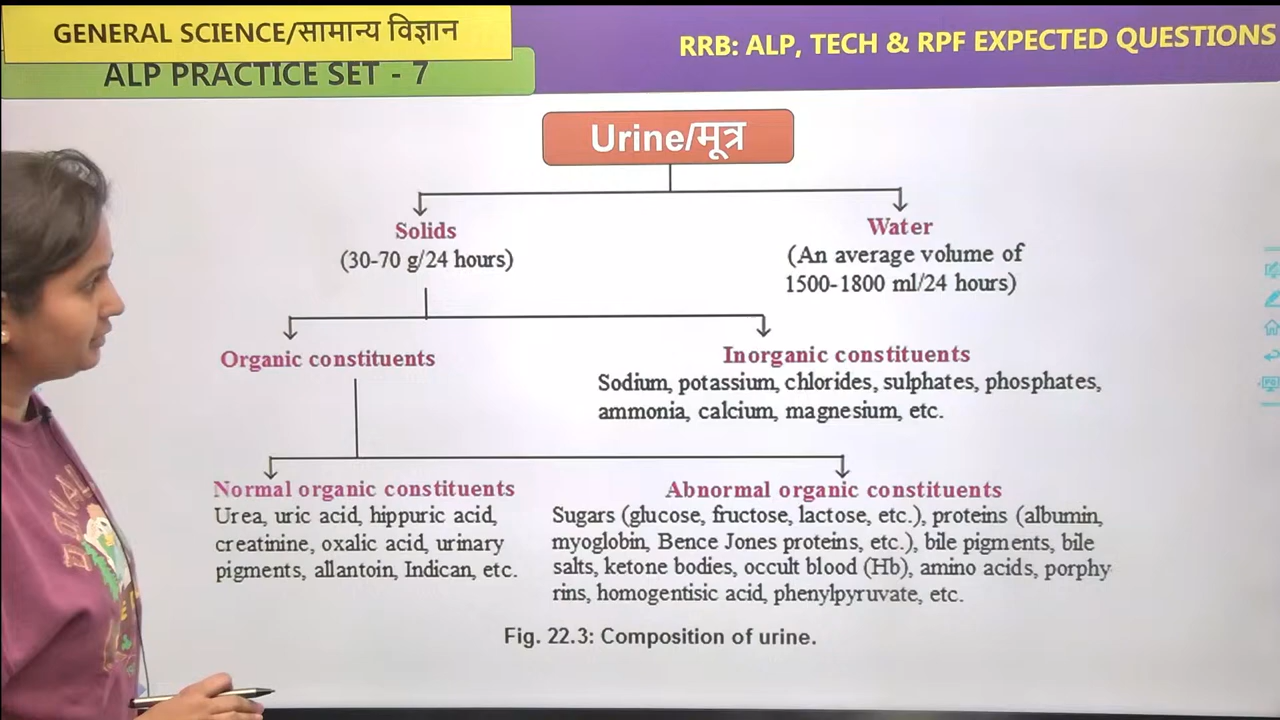 GENERAL SCIENCE/सामान्य विज्ञान
RRB: ALP, TECH & RPF EXPECTED QUESTIONS
ALP PRACTICE SET - 7
Urine/मूत्र
Solids
(30-70 g/24 hours)
Water
(An average volume of
1500-1800 ml/24 hours)
Organic constituents
Inorganic constituents
Sodium, potassium, chlorides, sulphates, phosphates,
ammonia, calcium, magnesium, etc.
Normal organic constituents
Urea, uric acid, hippuric acid,
creatinine, oxalic acid, urinary
pigments, allantoin, Indican, etc.
Abnormal organic constituents
Sugars (glucose, fructose, lactose, etc.), proteins (albumin,
myoglobin, Bence Jones proteins, etc.), bile pigments, bile
salts, ketone bodies, occult blood (Hb), amino acids, porphy
rins, homogentisic acid, phenylpyruvate, etc.
Fig. 22.3: Composition of urine.